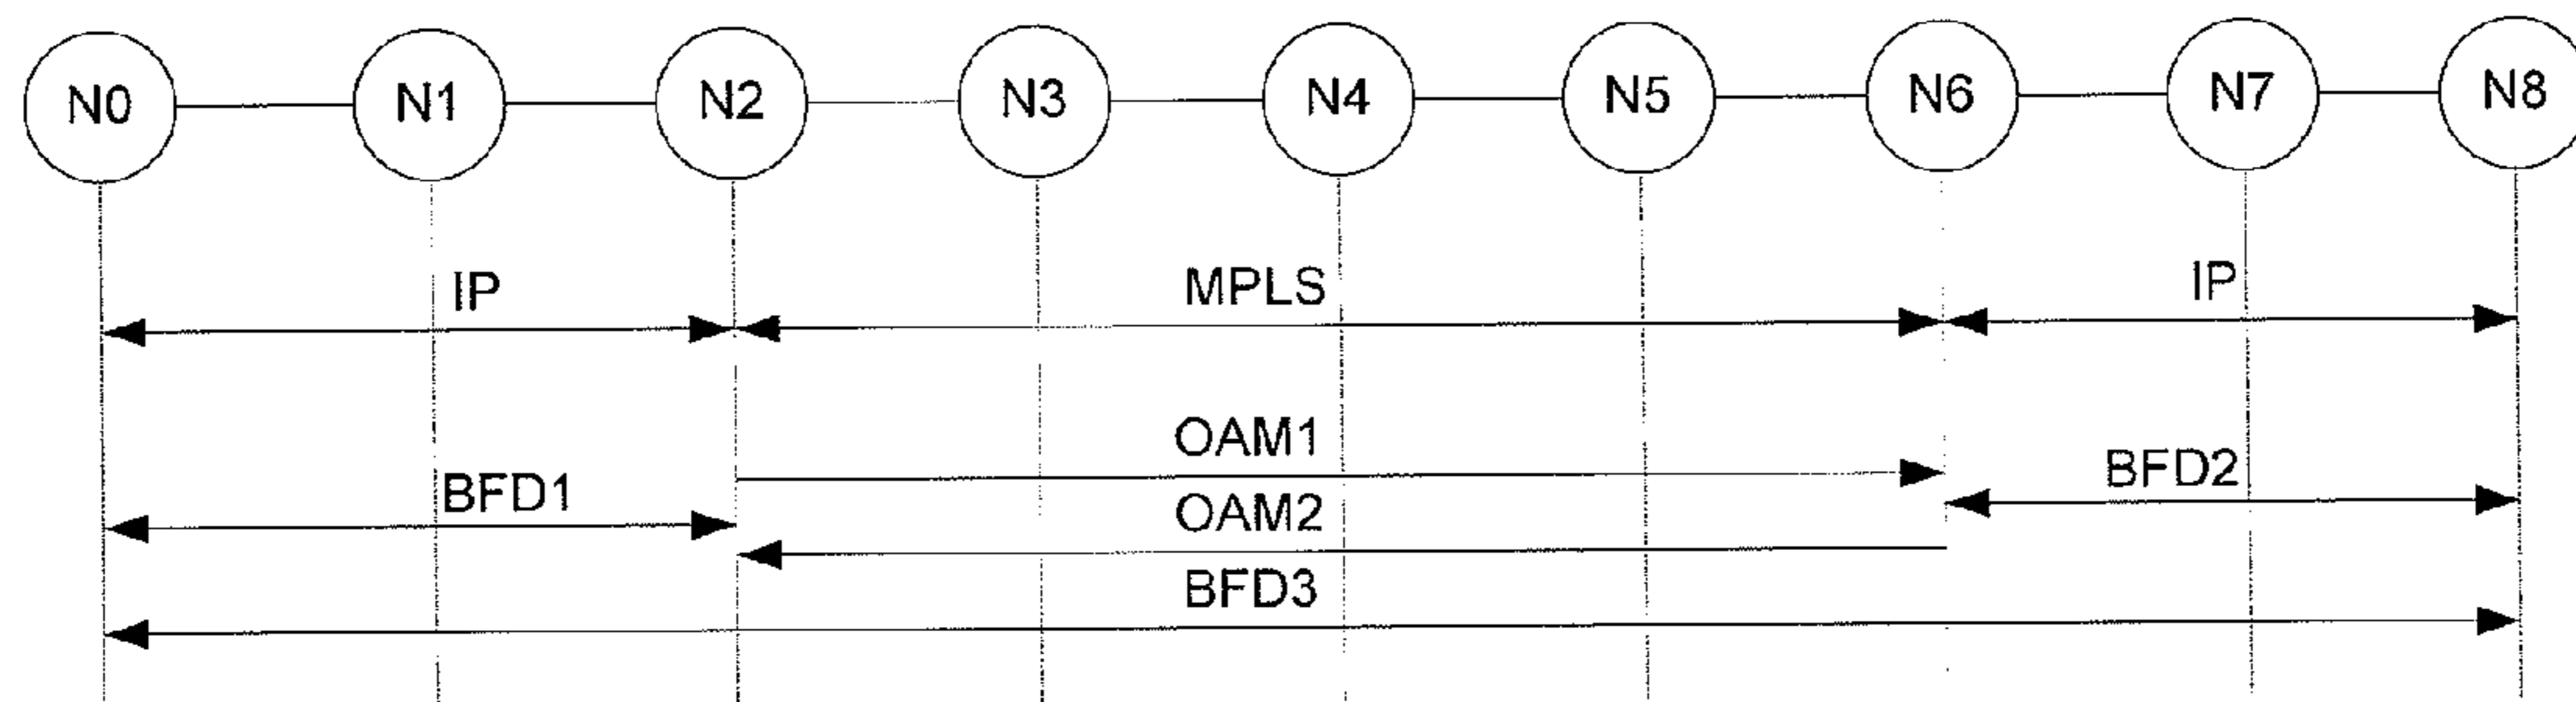 N0 N1 N2 N3 N4 N5 N6 N7 N8
IP MPLS IP
OAM1
BFD1 BFD2
OAM2
BFD3